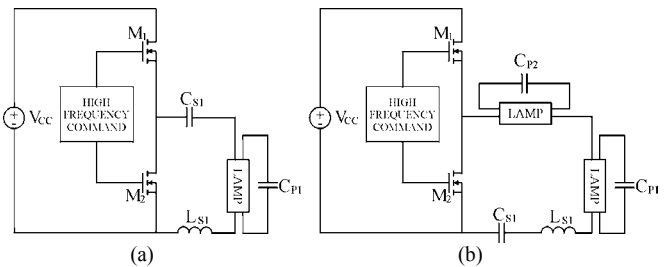 M1
CS1
VCC
HIGH
FREQUENCY
COMMAND
LAMP
CP1
M2
LS1
(a)
M1
CP2
LAMP
VCC
HIGH
FREQUENCY
COMMAND
LAMP
CP1
M2
CS1
LS1
(b)